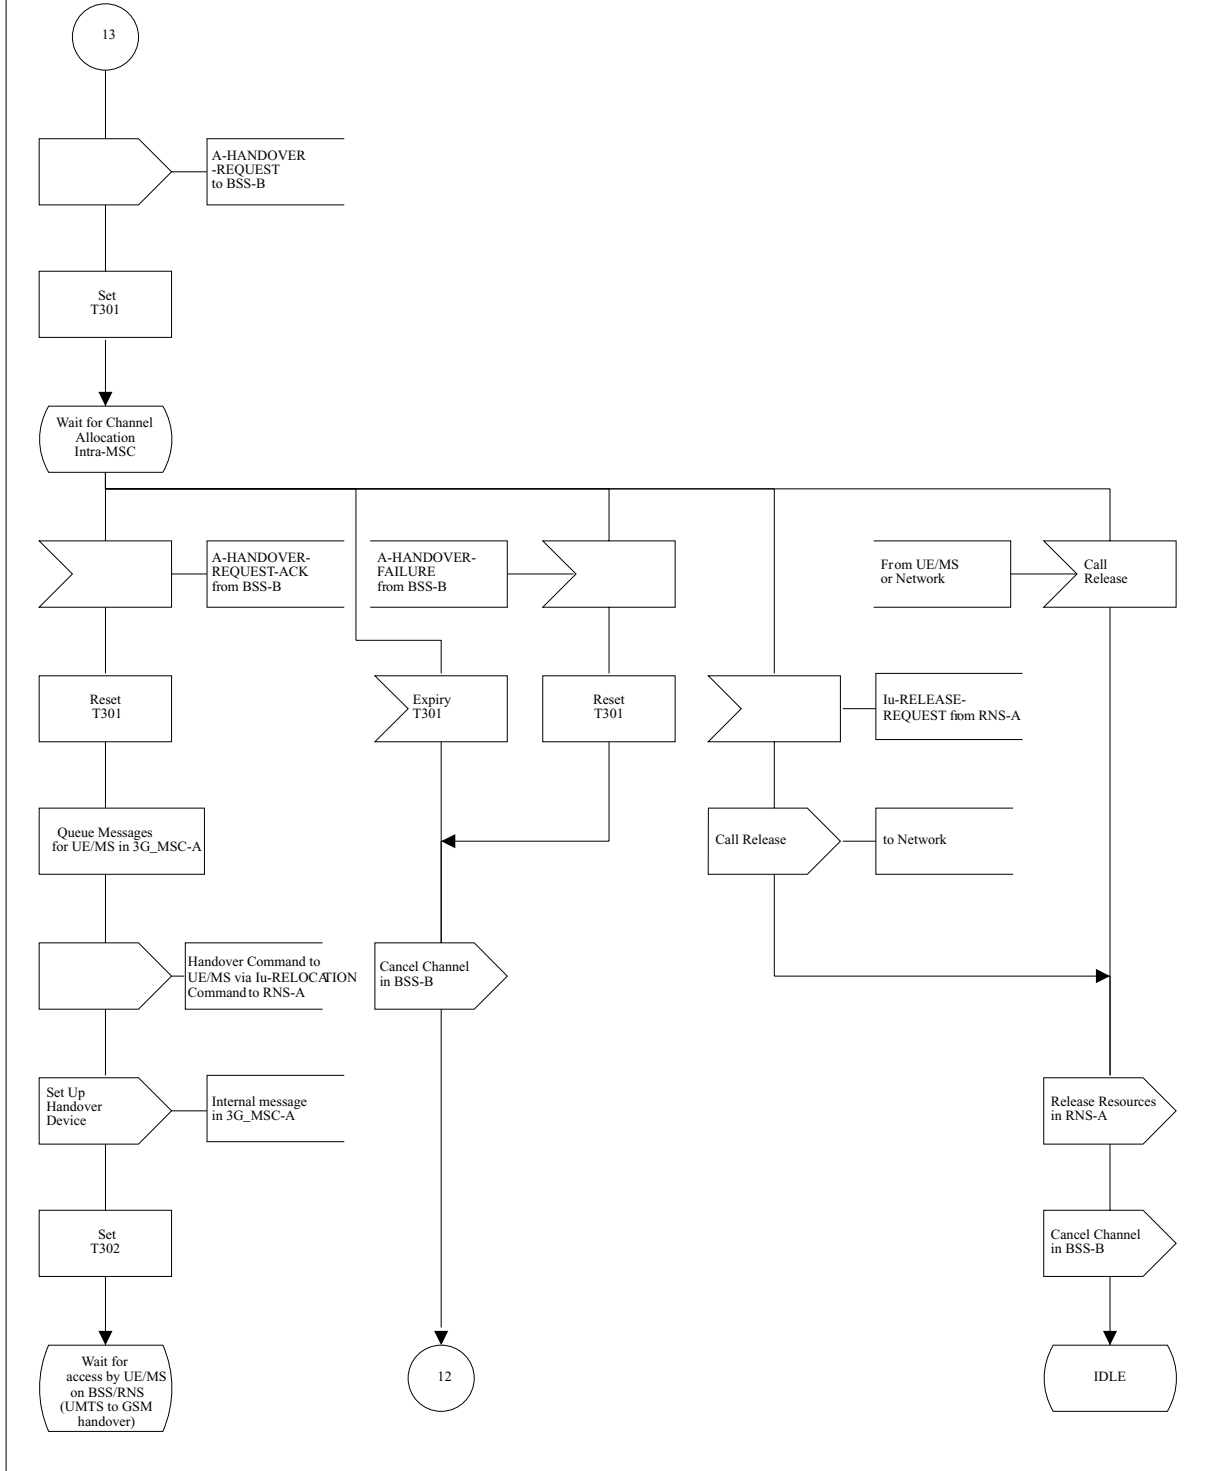 13
A-HANDOVER
-REQUEST
to BSS-B
Set
T301
Wait for Channel
Allocation
Intra-MSC
A-HANDOVER-
REQUEST-ACK
from BSS-B
A-HANDOVER-
FAILURE
from BSS-B
From UE/MS
or Network
Call
Release
Reset
T301
Expiry
T301
Reset
T301
Iu-RELEASE-
REQUEST from RNS-A
Queue Messages
for UE/MS in 3G_MSC-A
Call Release
to Network
Handover Command to
UE/MS via Iu-RELOCATION
Command to RNS-A
Cancel Channel
in BSS-B
Set Up
Handover
Device
Internal message
in 3G_MSC-A
Release Resources
in RNS-A
Set
T302
Cancel Channel
in BSS-B
Wait for
access by UE/MS
on BSS/RNS
(UMTS to GSM
handover)
12
IDLE